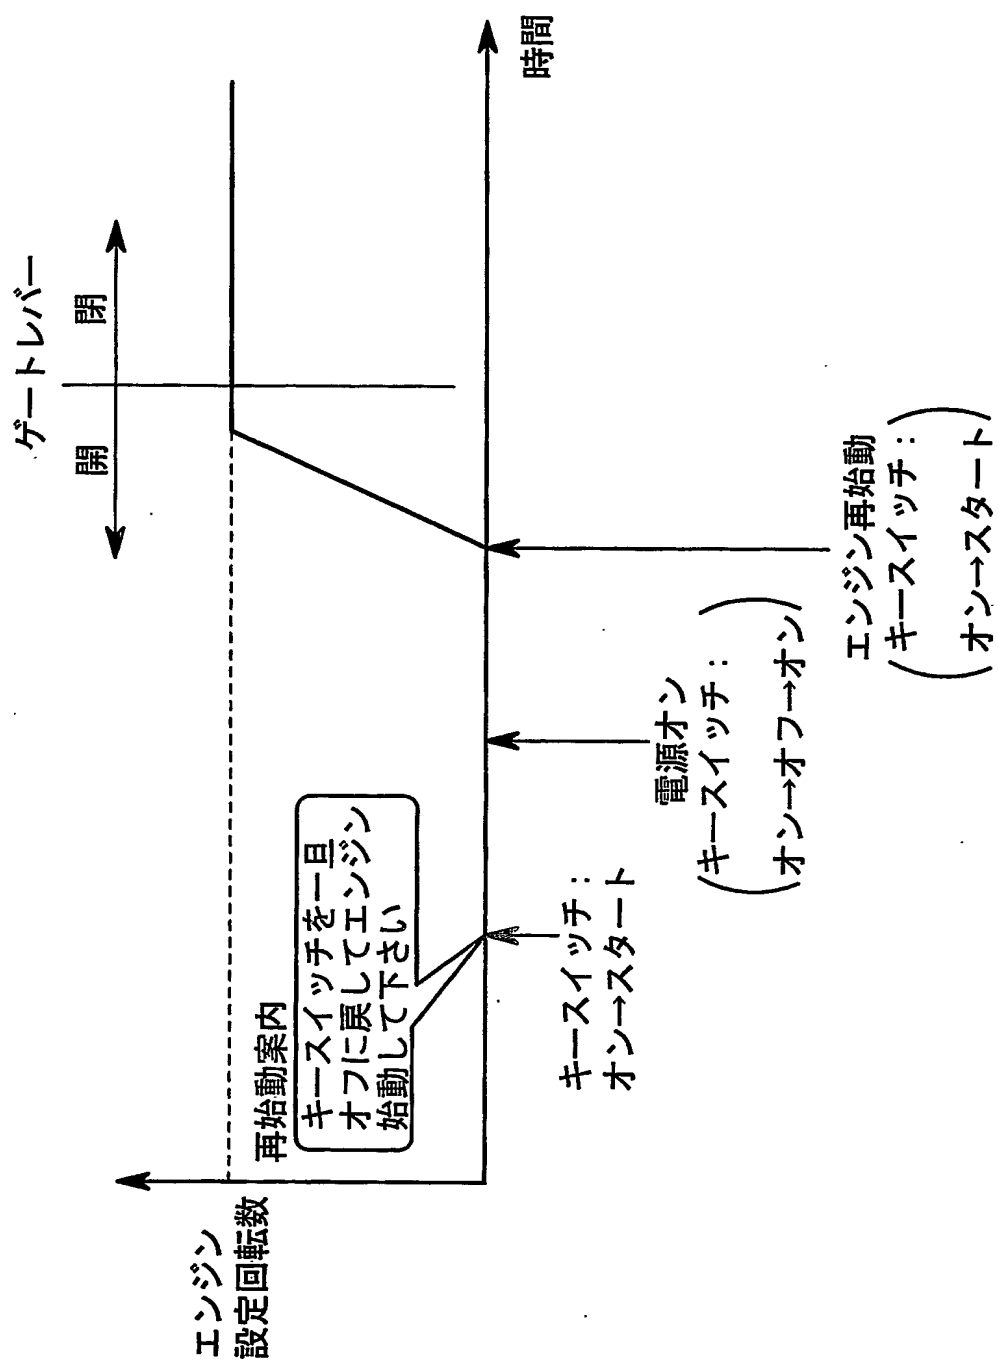 ゲートレバー
開
閉
エンジン
設定回転数
再始動案内
キースイッチを一旦
オフに戻してエンジン
始動して下さい
時間
キースイッチ：
オン→スタート
電源オン
キースイッチ：
オン→オフ→オン
エンジン再始動
キースイッチ：
オン→スタート